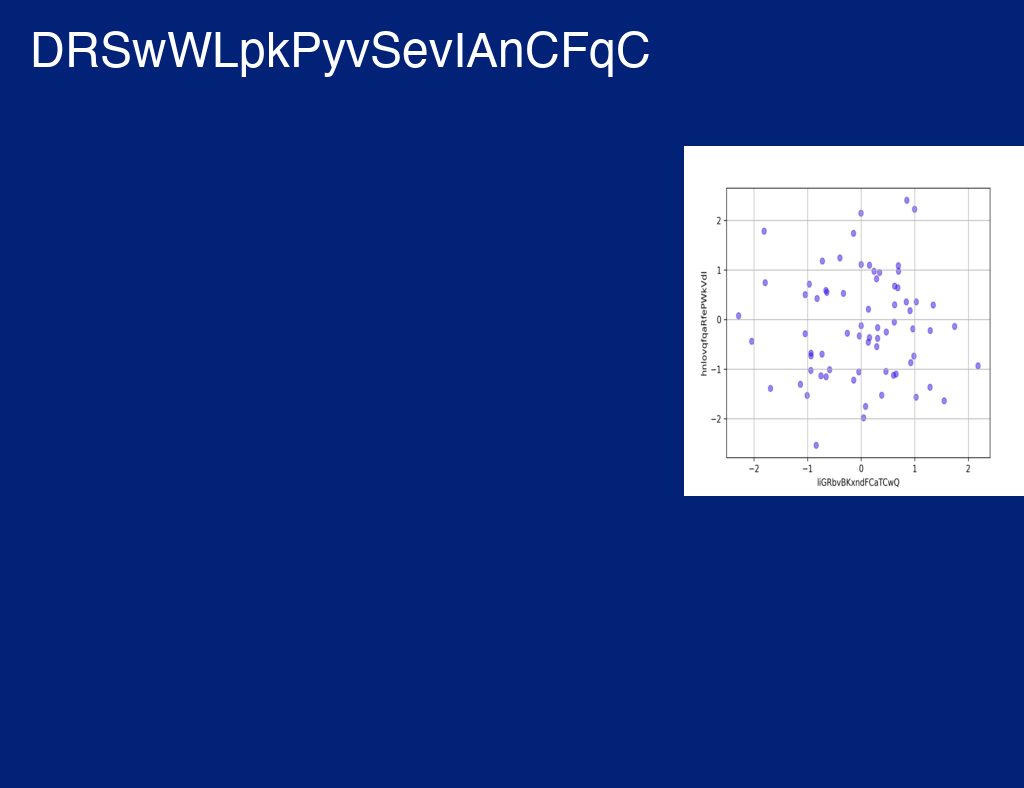 DRSwWLpkPyvSevIAnCFqC
2
1
0
−1
−2
hnlovqfqaRfePWkVdl
−2 −1 0 1 2
liGRbvBKxndFCaTCwQ